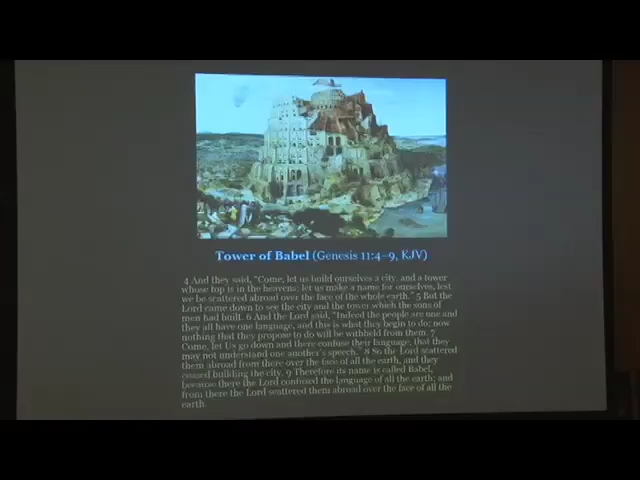 Tower of Babel (Genesis 11:4–9, KJV)
4 And they said, "Come, let us build ourselves a city, and a tower
whose top is in the heavens; let us make a name for ourselves, lest
we be scattered abroad over the face of the whole earth." 5 But the
Lord came down to see the city and the tower which the sons of
men had built. 6 And the Lord said, "Indeed the people are one and
they all have one language, and this is what they begin to do; now
nothing that they propose to do will be withheld from them. 7
Come, let Us go down and there confuse their language, that they
may not understand one another's speech." 8 So the Lord scattered
them abroad from there over the face of all the earth, and they
ceased building the city. 9 Therefore its name is called Babel,
because there the Lord confused the language of all the earth; and
from there the Lord scattered them abroad over the face of all the
earth.